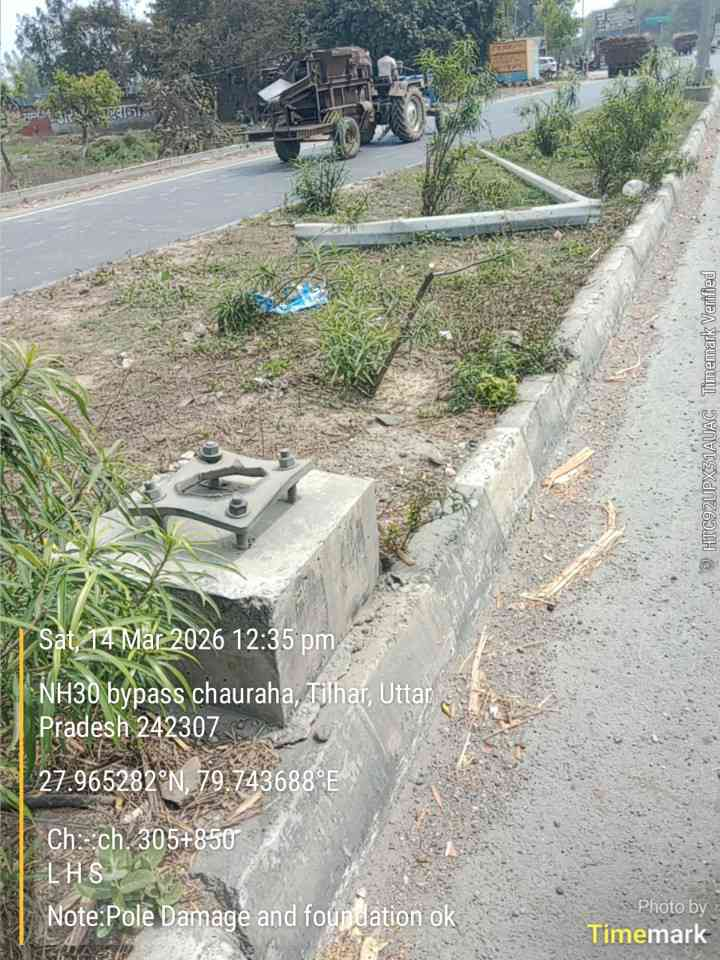 Sat, 14 Mar 2026 12:35 pm
NH30 bypass chauraha, Tilhar, Uttar
Pradesh 242307
27.965282°N, 79.743688°E
Ch:-:ch. 305+850
L H S
Note:Pole Damage and foundation ok
Photo by
Timemark
© HTC92UPX31AUAC Timemark Verified